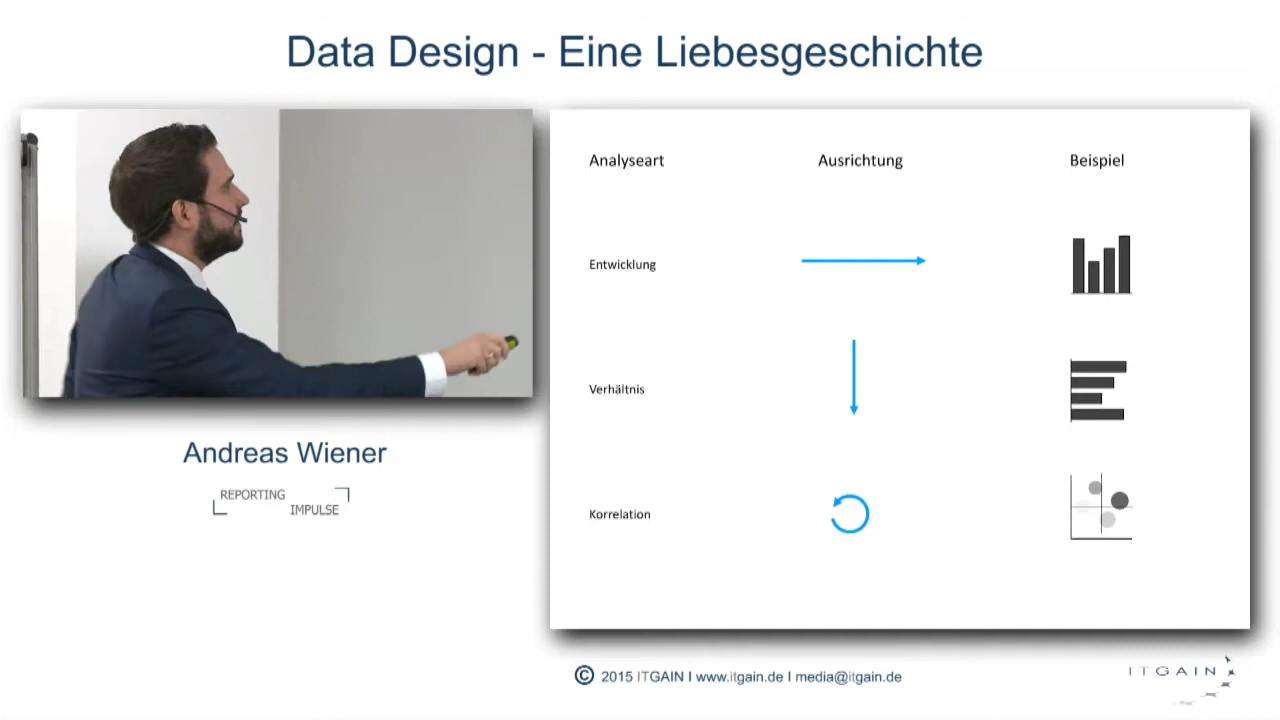 Data Design - Eine Liebesgeschichte
Analyseart Ausrichtung Beispiel
Entwicklung
Verhältnis
Korrelation
Andreas Wiener
REPORTING
IMPULSE
© 2015 ITGAIN I www.itgain.de I media@itgain.de
ITGAIN